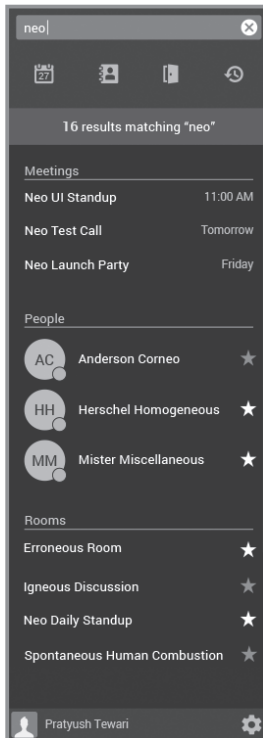 neo
27
16 results matching “neo”
Meetings
Neo UI Standup 11:00 AM
Neo Test Call Tomorrow
Neo Launch Party Friday
People
AC Anderson Corneo
HH Herschel Homogeneous
MM Mister Miscellaneous
Rooms
Erroneous Room
Igneous Discussion
Neo Daily Standup
Spontaneous Human Combustion
Pratyush Tewari